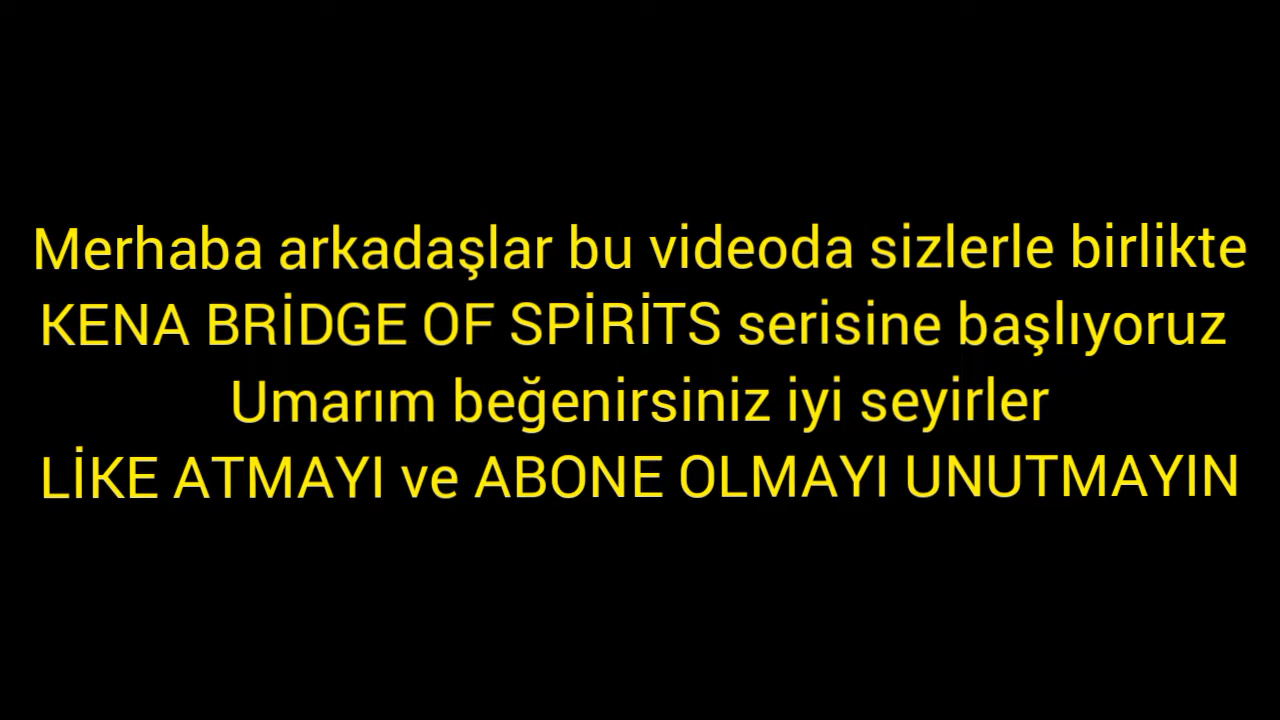 Merhaba arkadaşlar bu videoda sizlerle birlikte
KENA BRİDGE OF SPİRİTS serisine başlıyoruz
Umarım beğenirsiniz iyi seyirler
LİKE ATMAYI ve ABONE OLMAYI UNUTMAYIN